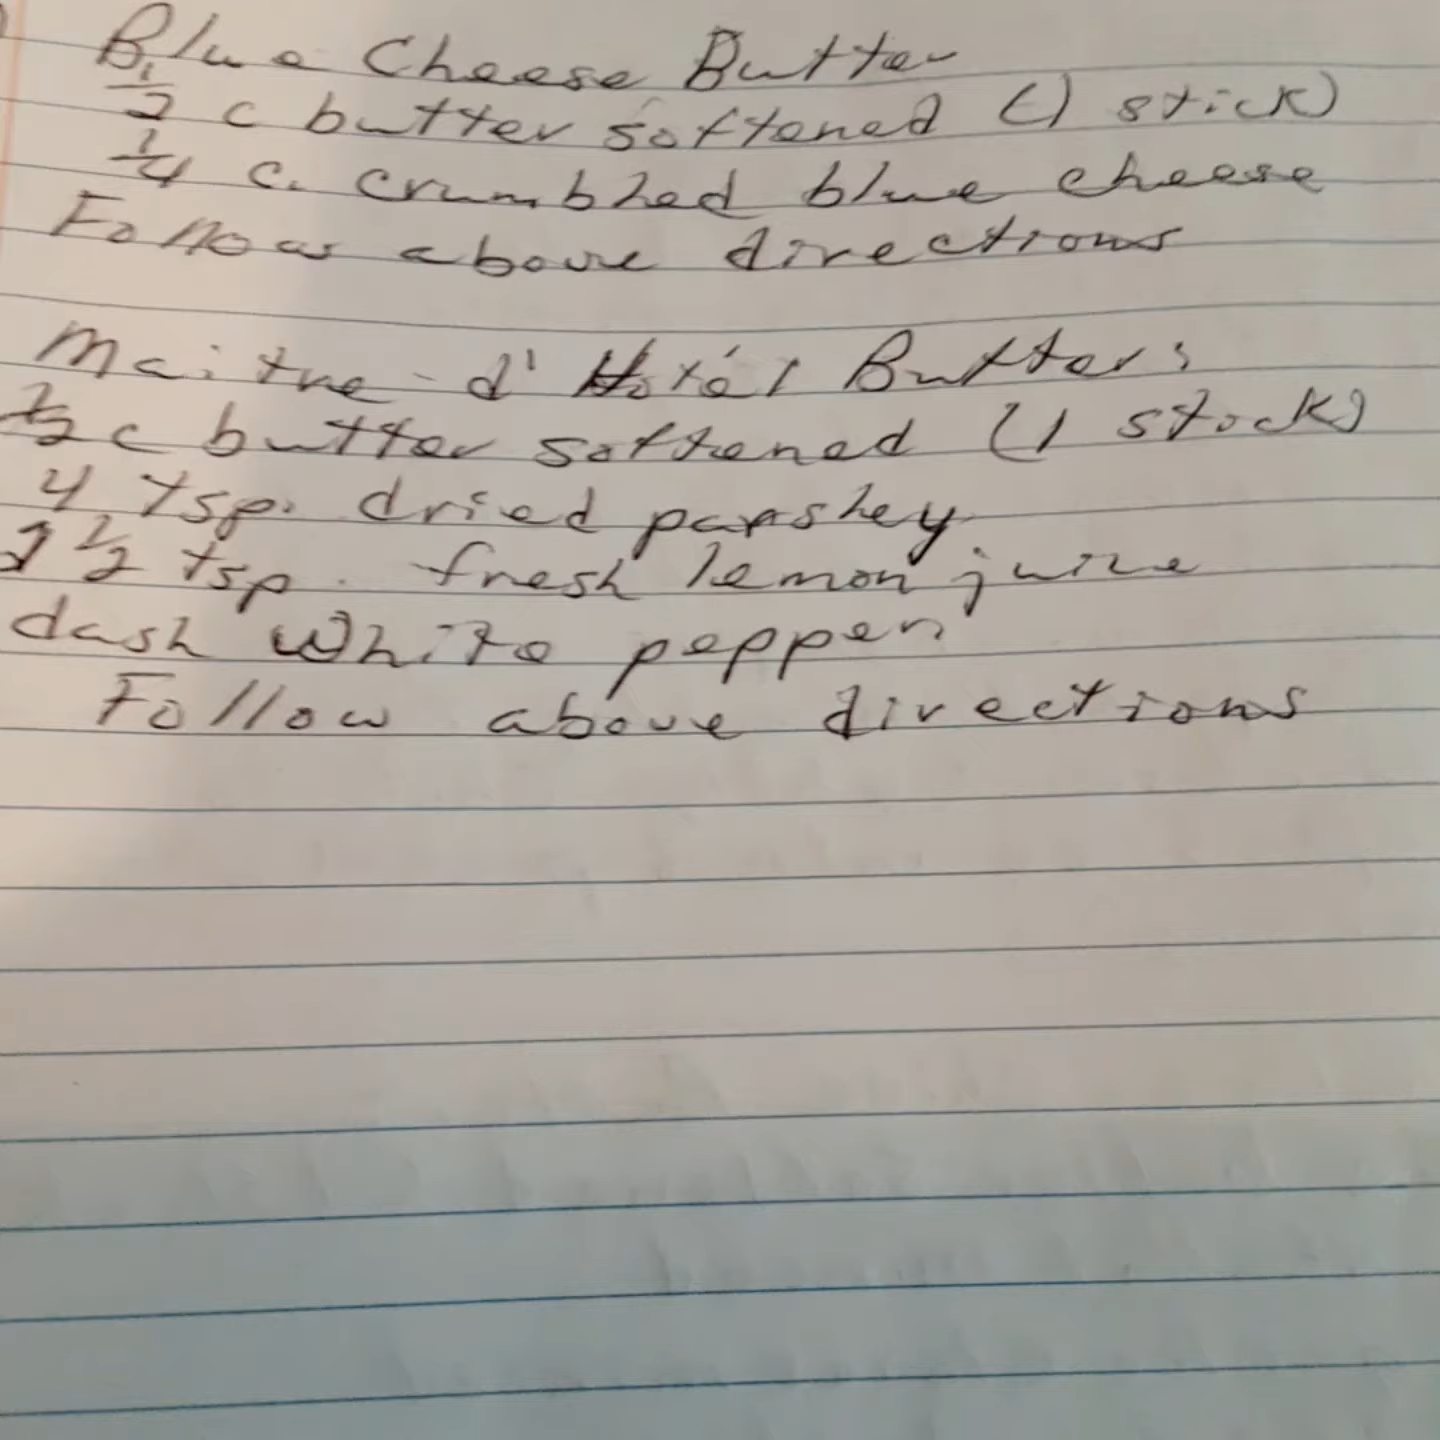 Blue Cheese Butter
1/2 c butter softened (1 stick)
1/4 c. crumbled blue cheese
Follow above directions
Maitre-d' Hotél Butter:
1/2 c butter softened (1 stick)
4 tsp. dried parsley
1/2 tsp. fresh lemon juice
dash white pepper
Follow above directions